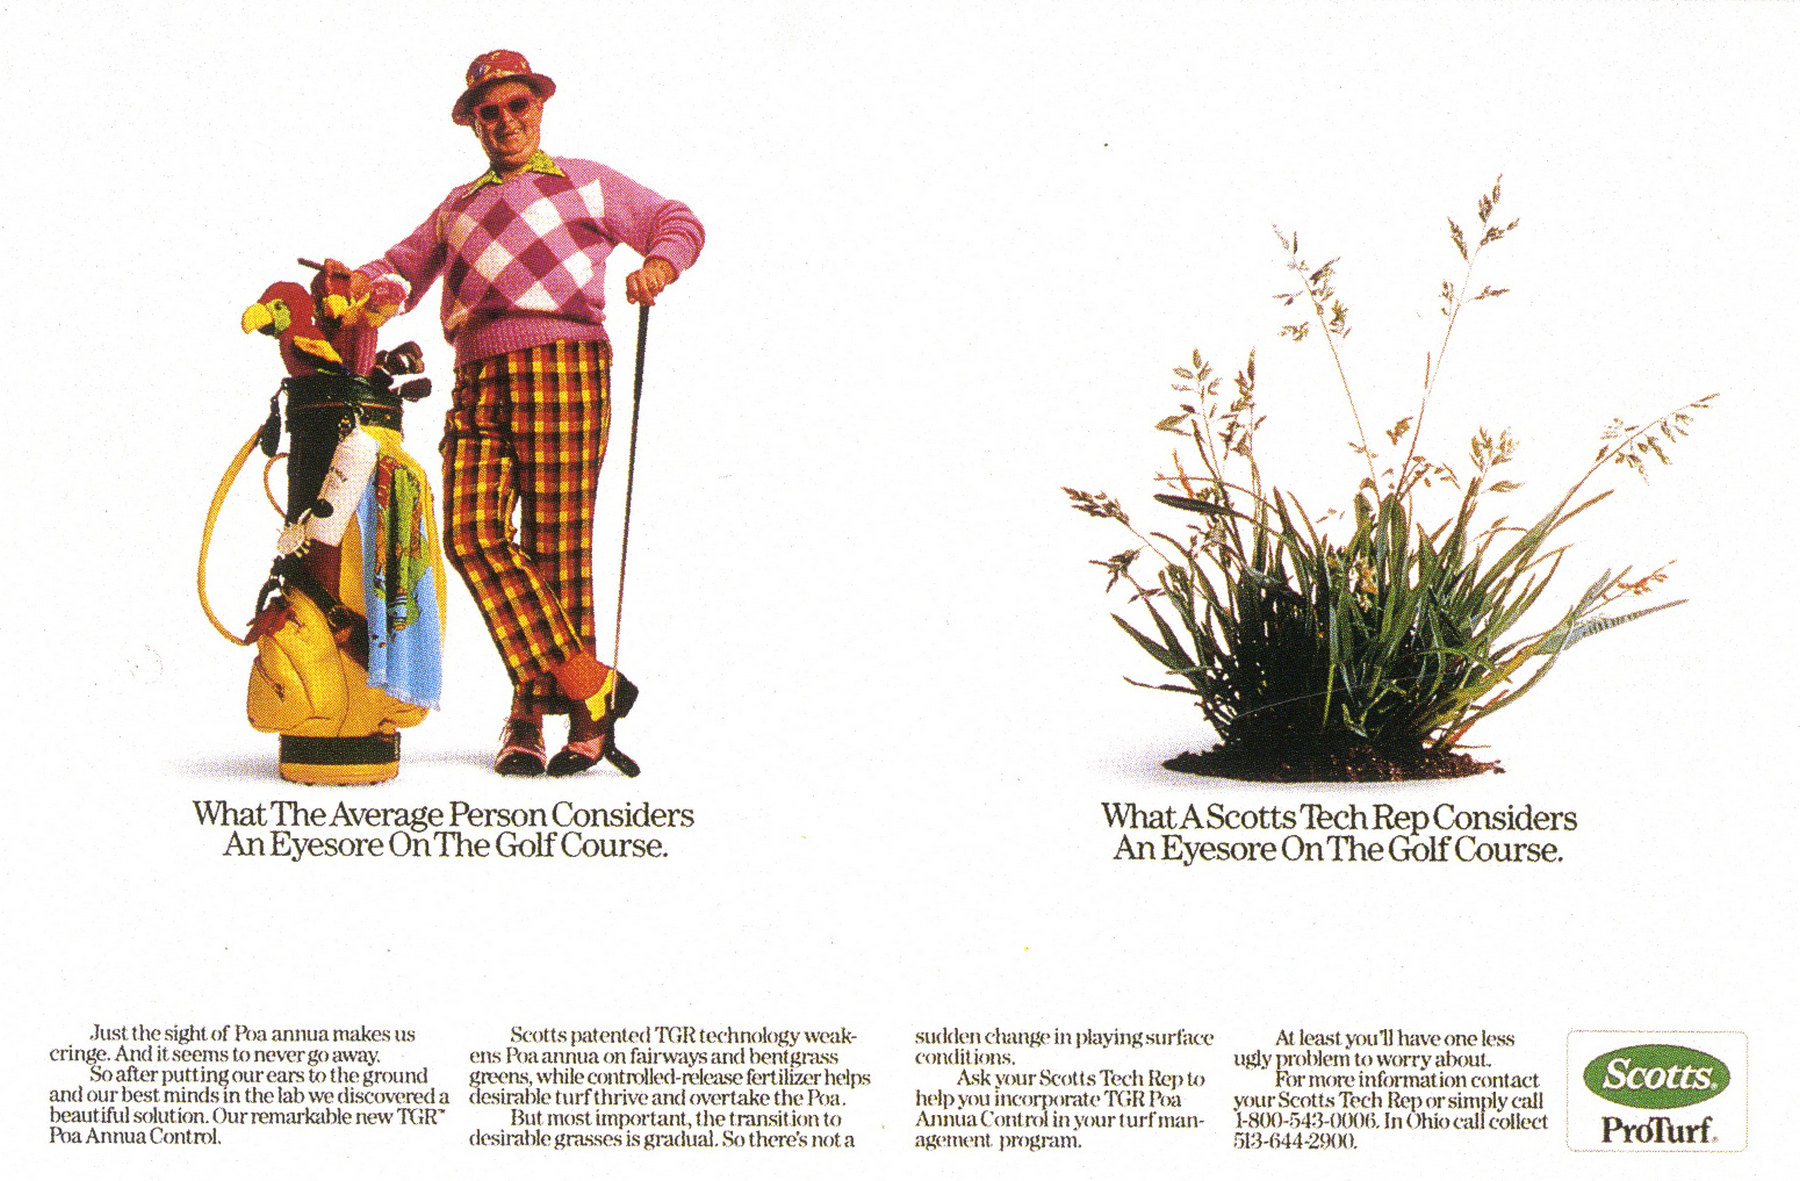 What The Average Person Considers
An Eyesore On The Golf Course.
What A Scotts Tech Rep Considers
An Eyesore On The Golf Course.
Just the sight of Poa annua makes us
cringe. And it seems to never go away.
So after putting our ears to the ground
and our best minds in the lab we discovered a
beautiful solution. Our remarkable new TGR™
Poa Annua Control.
Scotts patented TGR technology weak-
ens Poa annua on fairways and bentgrass
greens, while controlled-release fertilizer helps
desirable turf thrive and overtake the Poa.
But most important, the transition to
desirable grasses is gradual. So there's not a
sudden change in playing surface
conditions.
Ask your Scotts Tech Rep to
help you incorporate TGR Poa
Annua Control in your turf man-
agement program.
At least you'll have one less
ugly problem to worry about.
For more information contact
your Scotts Tech Rep or simply call
1-800-543-0006. In Ohio call collect
513-644-2900.
Scotts®
ProTurf®